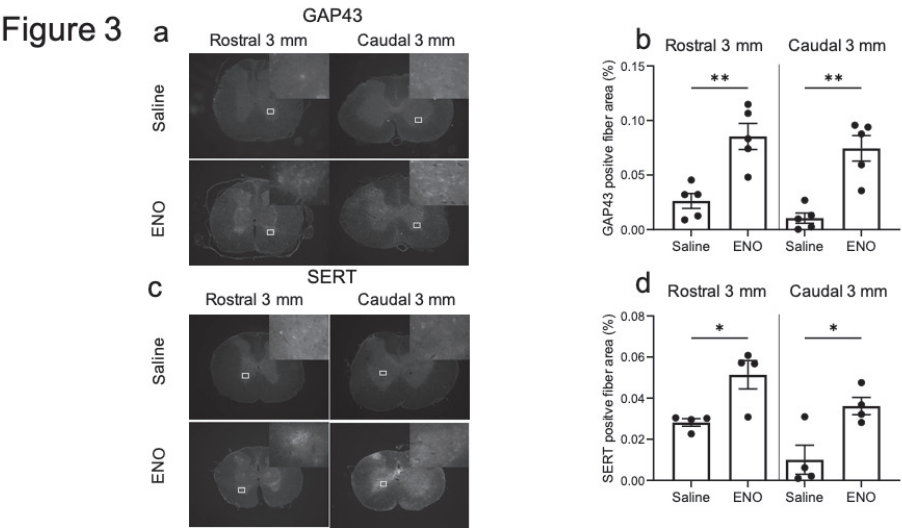 Figure 3
a
GAP43
Rostral 3 mm
Caudal 3 mm
Saline
ENO
b
Rostral 3 mm
Caudal 3 mm
GAP43 positve fiber area (%)
0.15
0.10
0.05
0.00
**
**
Saline
ENO
Saline
ENO
c
SERT
Rostral 3 mm
Caudal 3 mm
Saline
ENO
d
Rostral 3 mm
Caudal 3 mm
SERT positve fiber area (%)
0.08
0.06
0.04
0.02
0.00
*
*
Saline
ENO
Saline
ENO